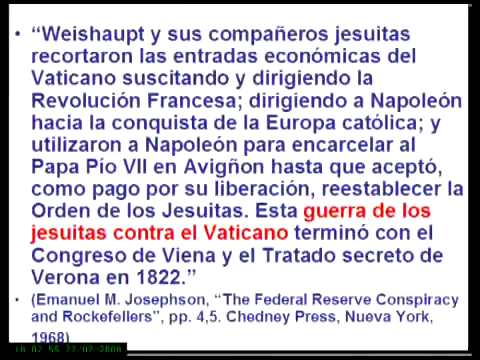 • “Weishaupt y sus compañeros jesuitas
recortaron las entradas económicas del
Vaticano suscitando y dirigiendo la
Revolución Francesa; dirigiendo a Napoleón
hacia la conquista de la Europa católica; y
utilizaron a Napoleón para encarcelar al
Papa Pío VII en Avigñon hasta que aceptó,
como pago por su liberación, reestablecer la
Orden de los Jesuitas. Esta guerra de los
jesuitas contra el Vaticano terminó con el
Congreso de Viena y el Tratado secreto de
Verona en 1822.”
• (Emanuel M. Josephson, “The Federal Reserve Conspiracy
and Rockefellers”, pp. 4,5. Chedney Press, Nueva York,
1968)